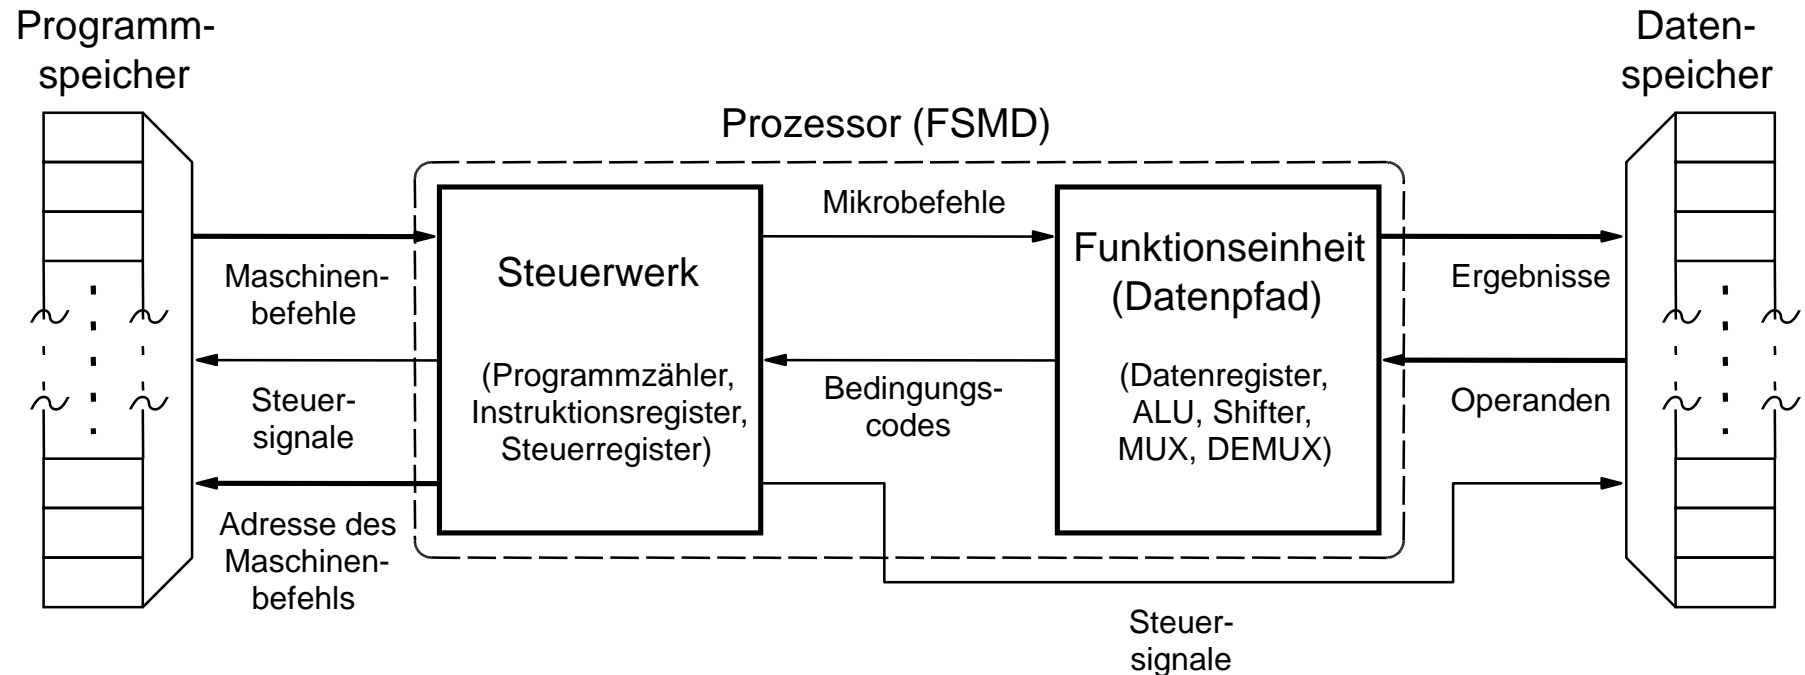 Programm-
speicher
Daten-
speicher
Prozessor (FSMD)
Maschinen-
befehle
Steuer-
signale
Adresse des
Maschinen-
befehls
Steuerwerk
(Programmzähler,
Instruktionsregister,
Steuerregister)
Mikrobefehle
Bedingungs-
codes
Funktionseinheit
(Datenpfad)
(Datenregister,
ALU, Shifter,
MUX, DEMUX)
Ergebnisse
Operanden
Steuer-
signale